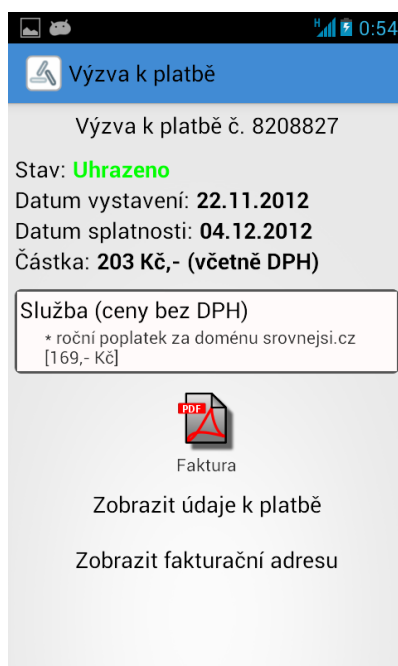 H 0:54
Výzva k platbě
Výzva k platbě č. 8208827
Stav: Uhrazeno
Datum vystavení: 22.11.2012
Datum splatnosti: 04.12.2012
Částka: 203 Kč,- (včetně DPH)
Služba (ceny bez DPH)
* roční poplatek za doménu srovnejsi.cz
[169,- Kč]
PDF
Faktura
Zobrazit údaje k platbě
Zobrazit fakturační adresu